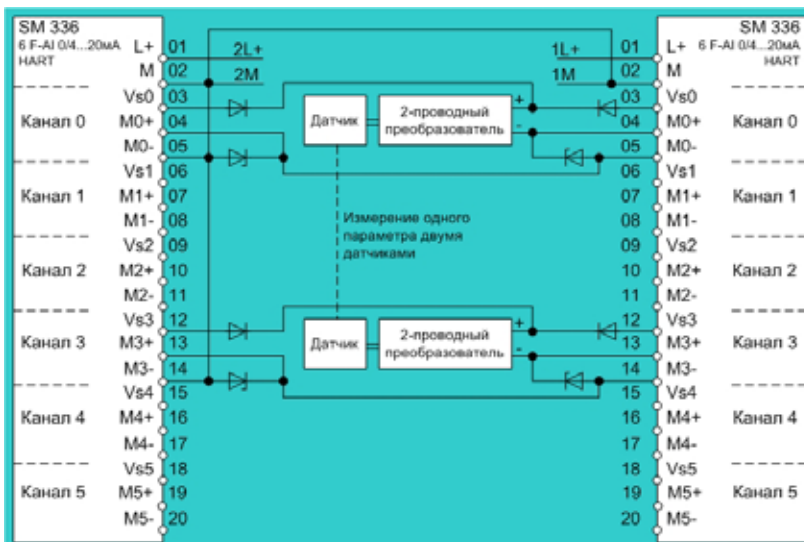 SM 336
6 F-AI 0/4...20мА
HART
L+ 01
M 02
Vs0 03
M0+ 04
M0- 05
Vs1 06
M1+ 07
M1- 08
Vs2 09
M2+ 10
M2- 11
Vs3 12
M3+ 13
M3- 14
Vs4 15
M4+ 16
M4- 17
Vs5 18
M5+ 19
M5- 20
Канал 0
Канал 1
Канал 2
Канал 3
Канал 4
Канал 5
2L+
2M
1L+
1M
Датчик
2-проводный
преобразователь
+
-
Измерение одного
параметра двумя
датчиками
Датчик
2-проводный
преобразователь
+
-
SM 336
6 F-AI 0/4...20мА
HART
01 L+
02 M
03 Vs0
04 M0+
05 M0-
06 Vs1
07 M1+
08 M1-
09 Vs2
10 M2+
11 M2-
12 Vs3
13 M3+
14 M3-
15 Vs4
16 M4+
17 M4-
18 Vs5
19 M5+
20 M5-
Канал 0
Канал 1
Канал 2
Канал 3
Канал 4
Канал 5